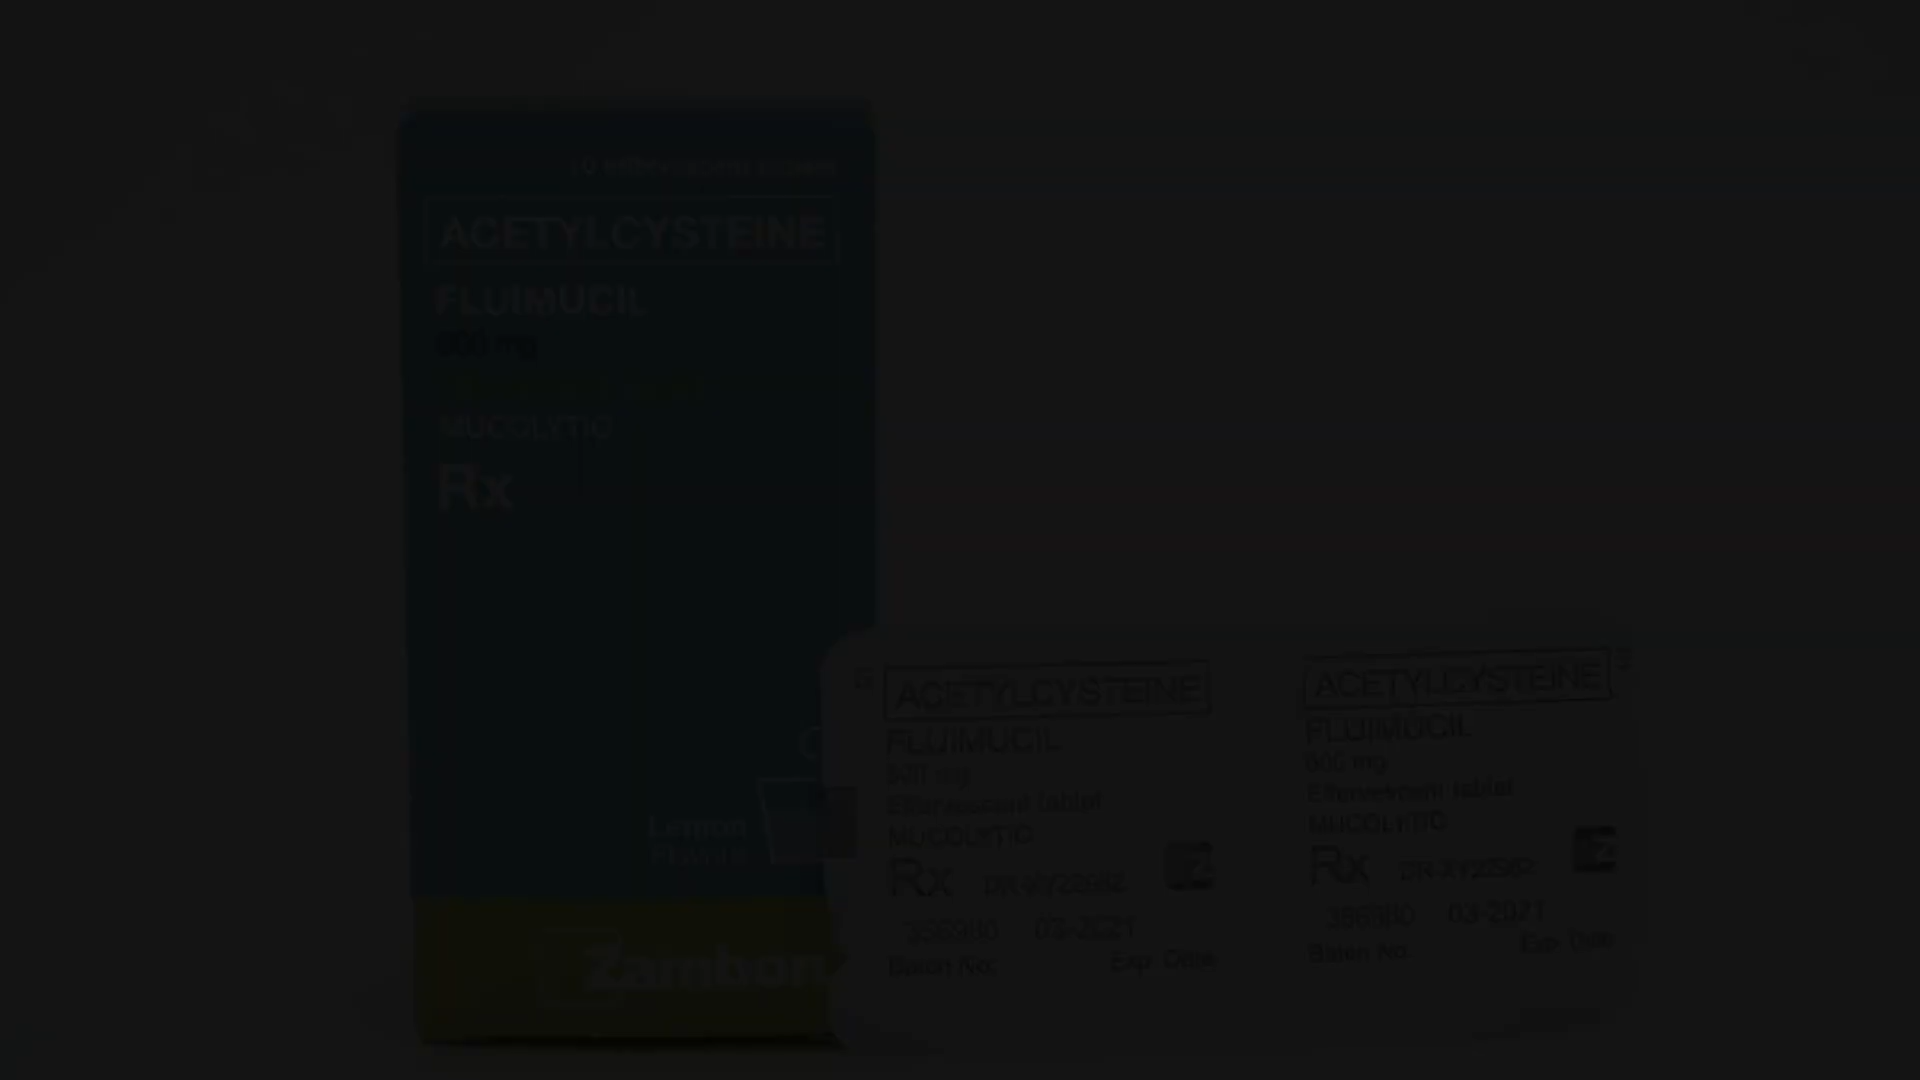 ACETYLCYSTEINE
FLUIMUCIL
600 mg
MUCOLYTIC
Rx
Lemon
Flavour
Zambon
ACETYLCYSTEINE
FLUIMUCIL
600 mg
Effervescent tablet
MUCOLYTIC
Rx
03-2021
Batch No. Exp. Date
ACETYLCYSTEINE
FLUIMUCIL
600 mg
Effervescent tablet
MUCOLYTIC
Rx
03-2021
Batch No. Exp. Date